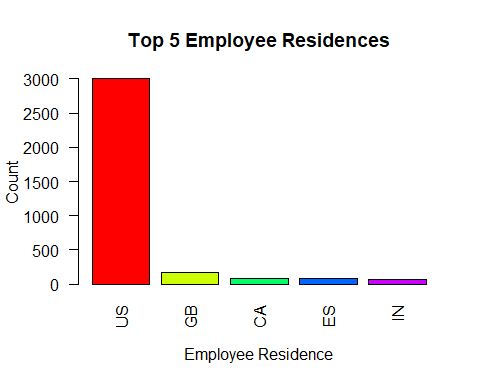 Top 5 Employee Residences
Count
3000
2500
2000
1500
1000
500
0
US
GB
CA
ES
IN
Employee Residence